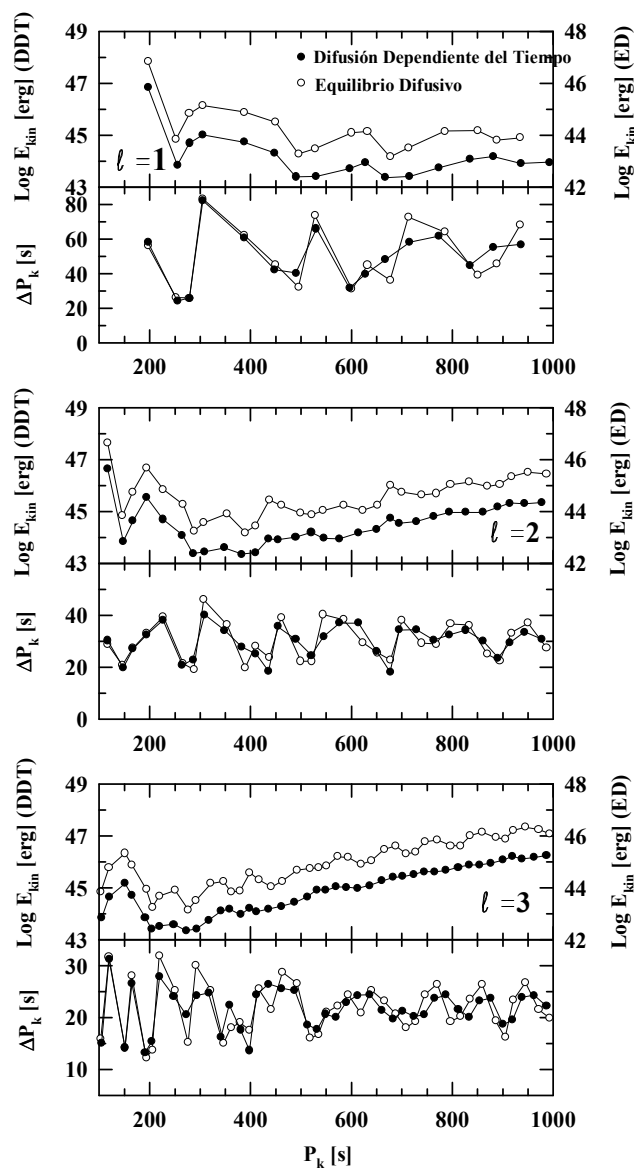 49
47
45
43
Log E_kin [erg] (DDT)
● Difusión Dependiente del Tiempo
○ Equilibrio Difusivo
ℓ =1
48
46
44
42
Log E_kin [erg] (ED)
80
60
40
20
0
ΔP_k [s]
200 400 600 800 1000
49
47
45
43
Log E_kin [erg] (DDT)
ℓ =2
48
46
44
42
Log E_kin [erg] (ED)
40
20
0
ΔP_k [s]
200 400 600 800 1000
49
47
45
43
Log E_kin [erg] (DDT)
ℓ =3
48
46
44
42
Log E_kin [erg] (ED)
30
20
10
ΔP_k [s]
200 400 600 800 1000
P_k [s]